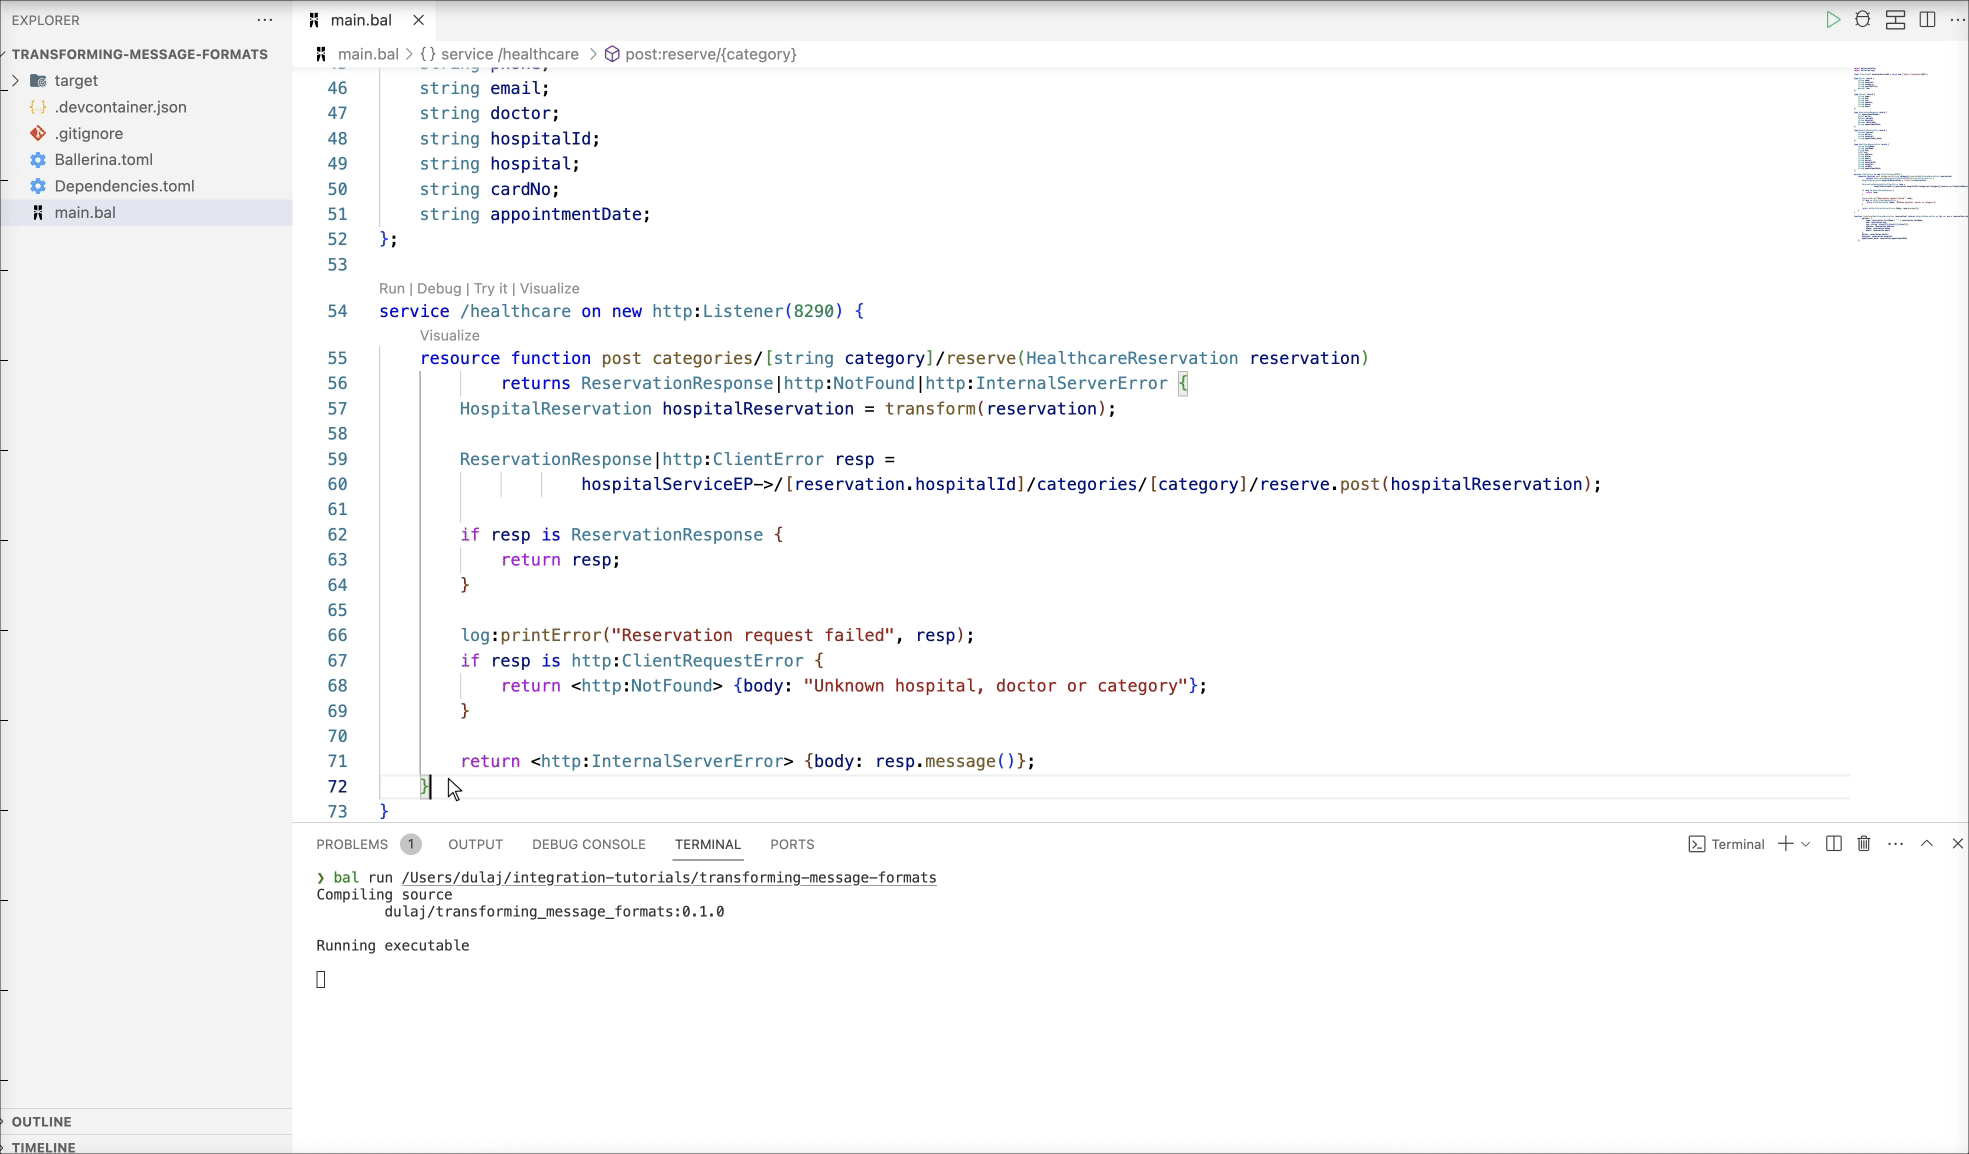 EXPLORER
TRANSFORMING-MESSAGE-FORMATS
target
.devcontainer.json
.gitignore
Ballerina.toml
Dependencies.toml
main.bal
main.bal
main.bal > {} service /healthcare > post:reserve/{category}
46 string email;
47 string doctor;
48 string hospitalId;
49 string hospital;
50 string cardNo;
51 string appointmentDate;
52 };
53
Run | Debug | Try it | Visualize
54 service /healthcare on new http:Listener(8290) {
Visualize
55 resource function post categories/[string category]/reserve(HealthcareReservation reservation)
56 returns ReservationResponse|http:NotFound|http:InternalServerError {
57 HospitalReservation hospitalReservation = transform(reservation);
58
59 ReservationResponse|http:ClientError resp =
60 hospitalServiceEP->/[reservation.hospitalId]/categories/[category]/reserve.post(hospitalReservation);
61
62 if resp is ReservationResponse {
63 return resp;
64 }
65
66 log:printError("Reservation request failed", resp);
67 if resp is http:ClientRequestError {
68 return <http:NotFound> {body: "Unknown hospital, doctor or category"};
69 }
70
71 return <http:InternalServerError> {body: resp.message()};
72 }
73 }
PROBLEMS 1 OUTPUT DEBUG CONSOLE TERMINAL PORTS
Terminal
❯ bal run /Users/dulaj/integration-tutorials/transforming-message-formats
Compiling source
dulaj/transforming_message_formats:0.1.0
Running executable
OUTLINE
TIMELINE